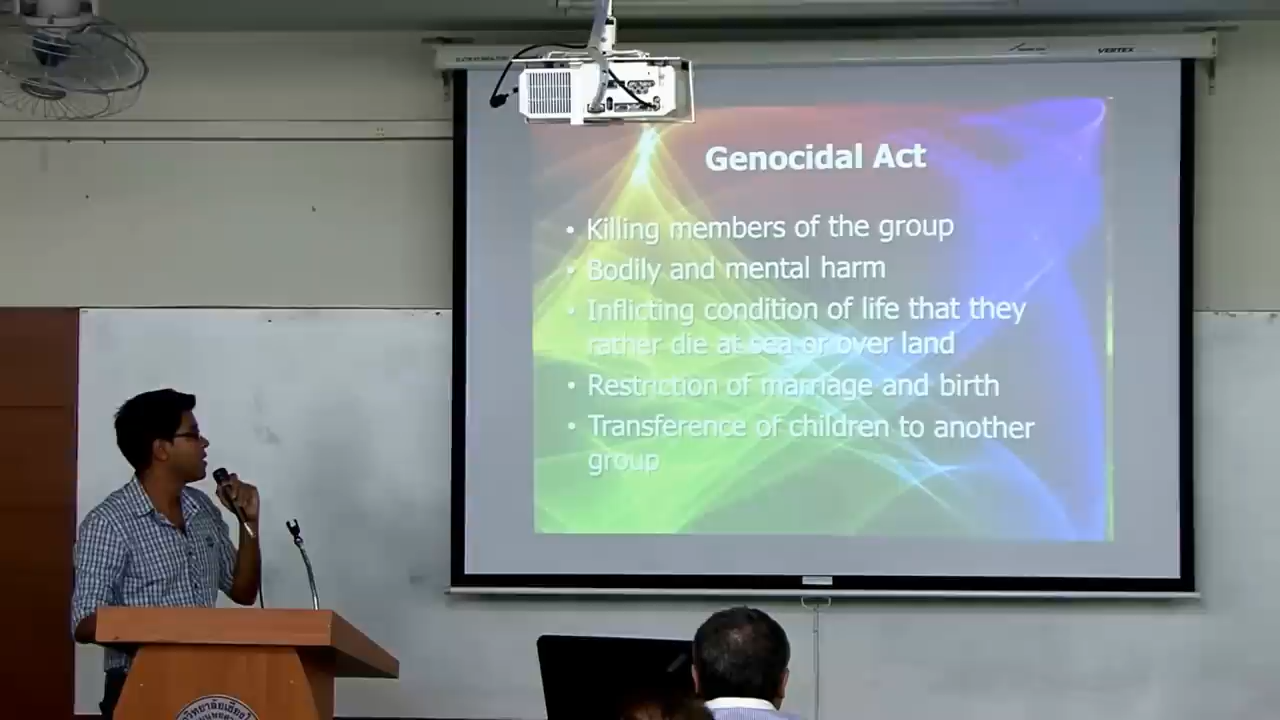 VERTEX
Genocidal Act
• Killing members of the group
• Bodily and mental harm
• Inflicting condition of life that they
rather die at sea or over land
• Restriction of marriage and birth
• Transference of children to another
group